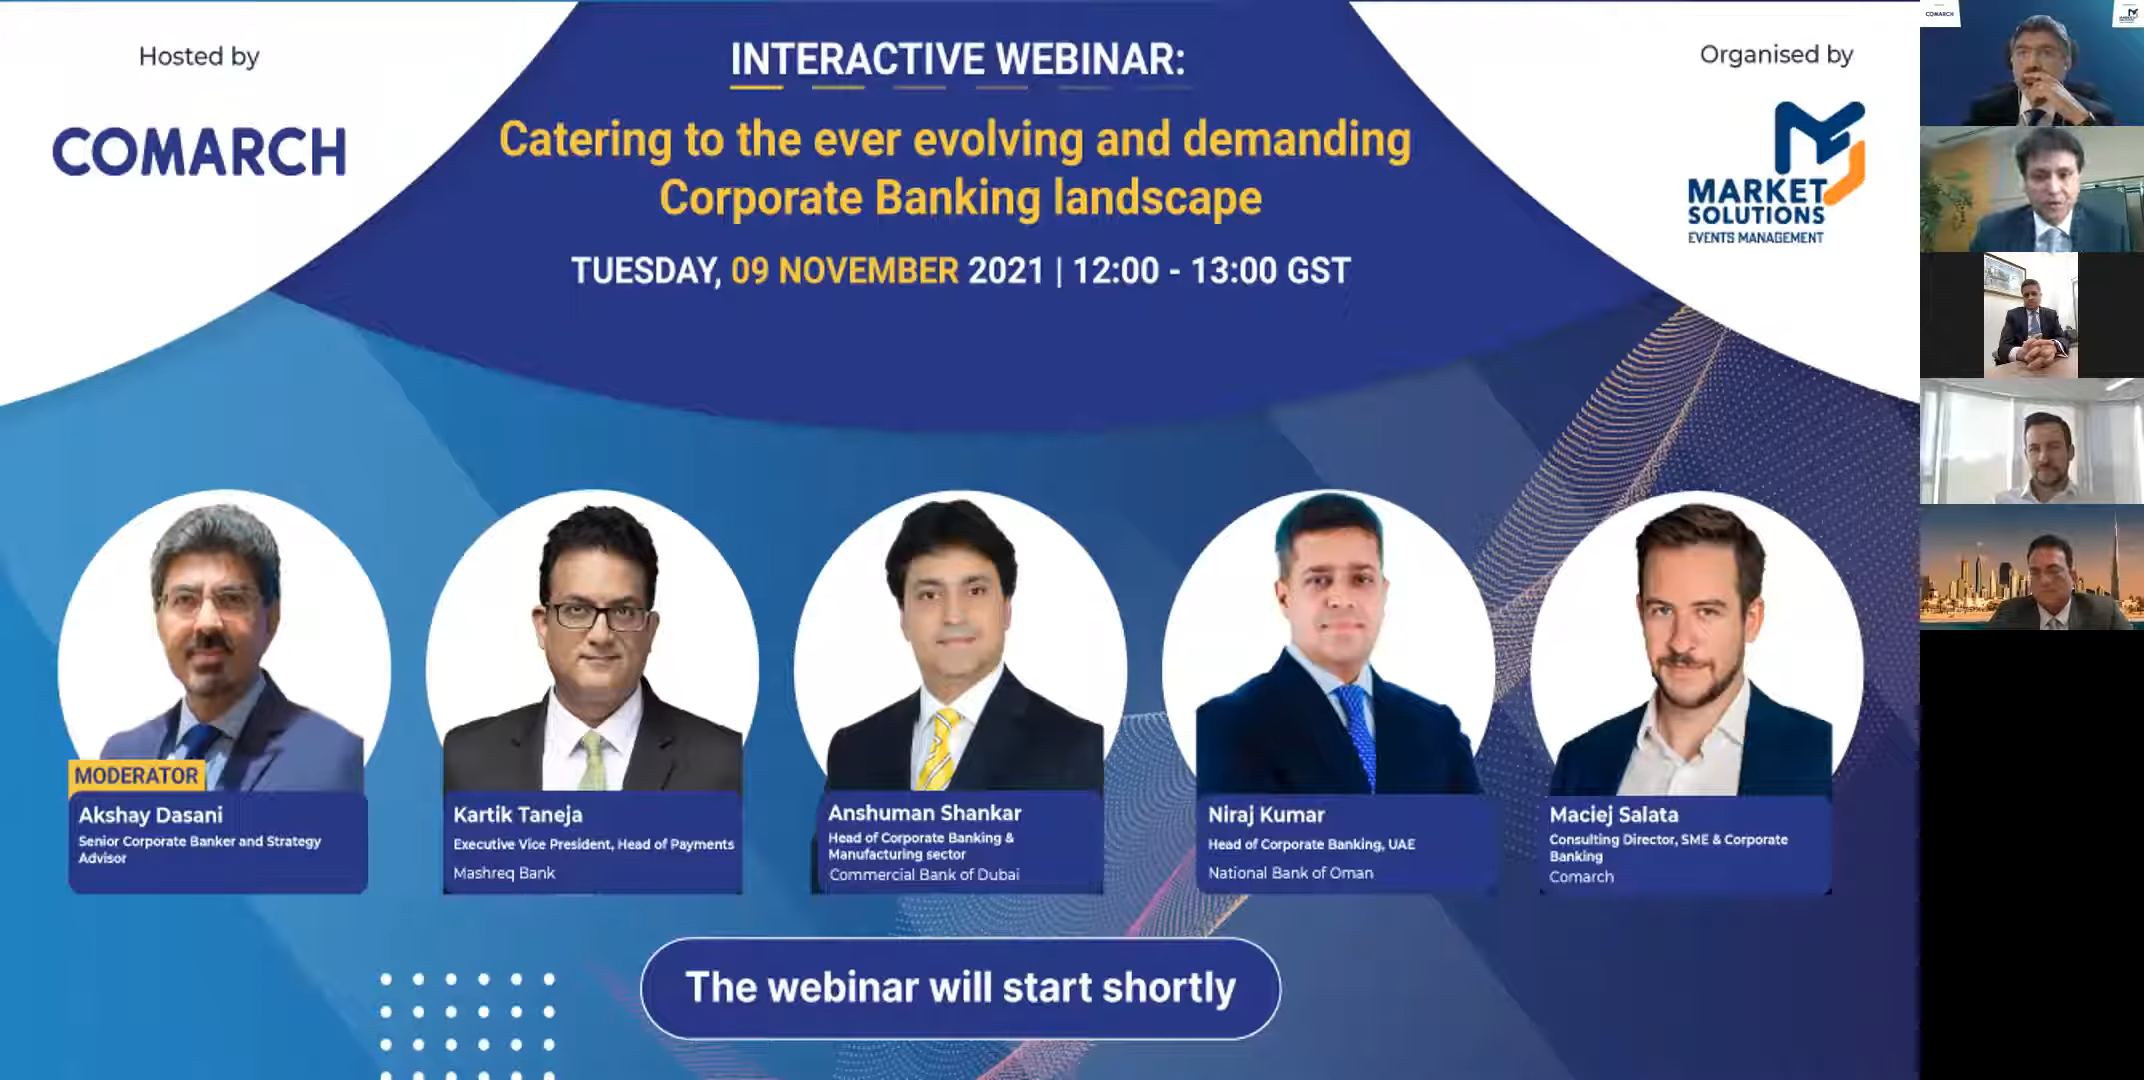 Hosted by
COMARCH
INTERACTIVE WEBINAR:
Catering to the ever evolving and demanding
Corporate Banking landscape
TUESDAY, 09 NOVEMBER 2021 | 12:00 - 13:00 GST
Organised by
MARKET
SOLUTIONS
EVENTS MANAGEMENT
MODERATOR
Akshay Dasani
Senior Corporate Banker and Strategy
Advisor
Kartik Taneja
Executive Vice President, Head of Payments
Mashreq Bank
Anshuman Shankar
Head of Corporate Banking &
Manufacturing sector
Commercial Bank of Dubai
Niraj Kumar
Head of Corporate Banking, UAE
National Bank of Oman
Maciej Salata
Consulting Director, SME & Corporate
Banking
Comarch
The webinar will start shortly
COMARCH